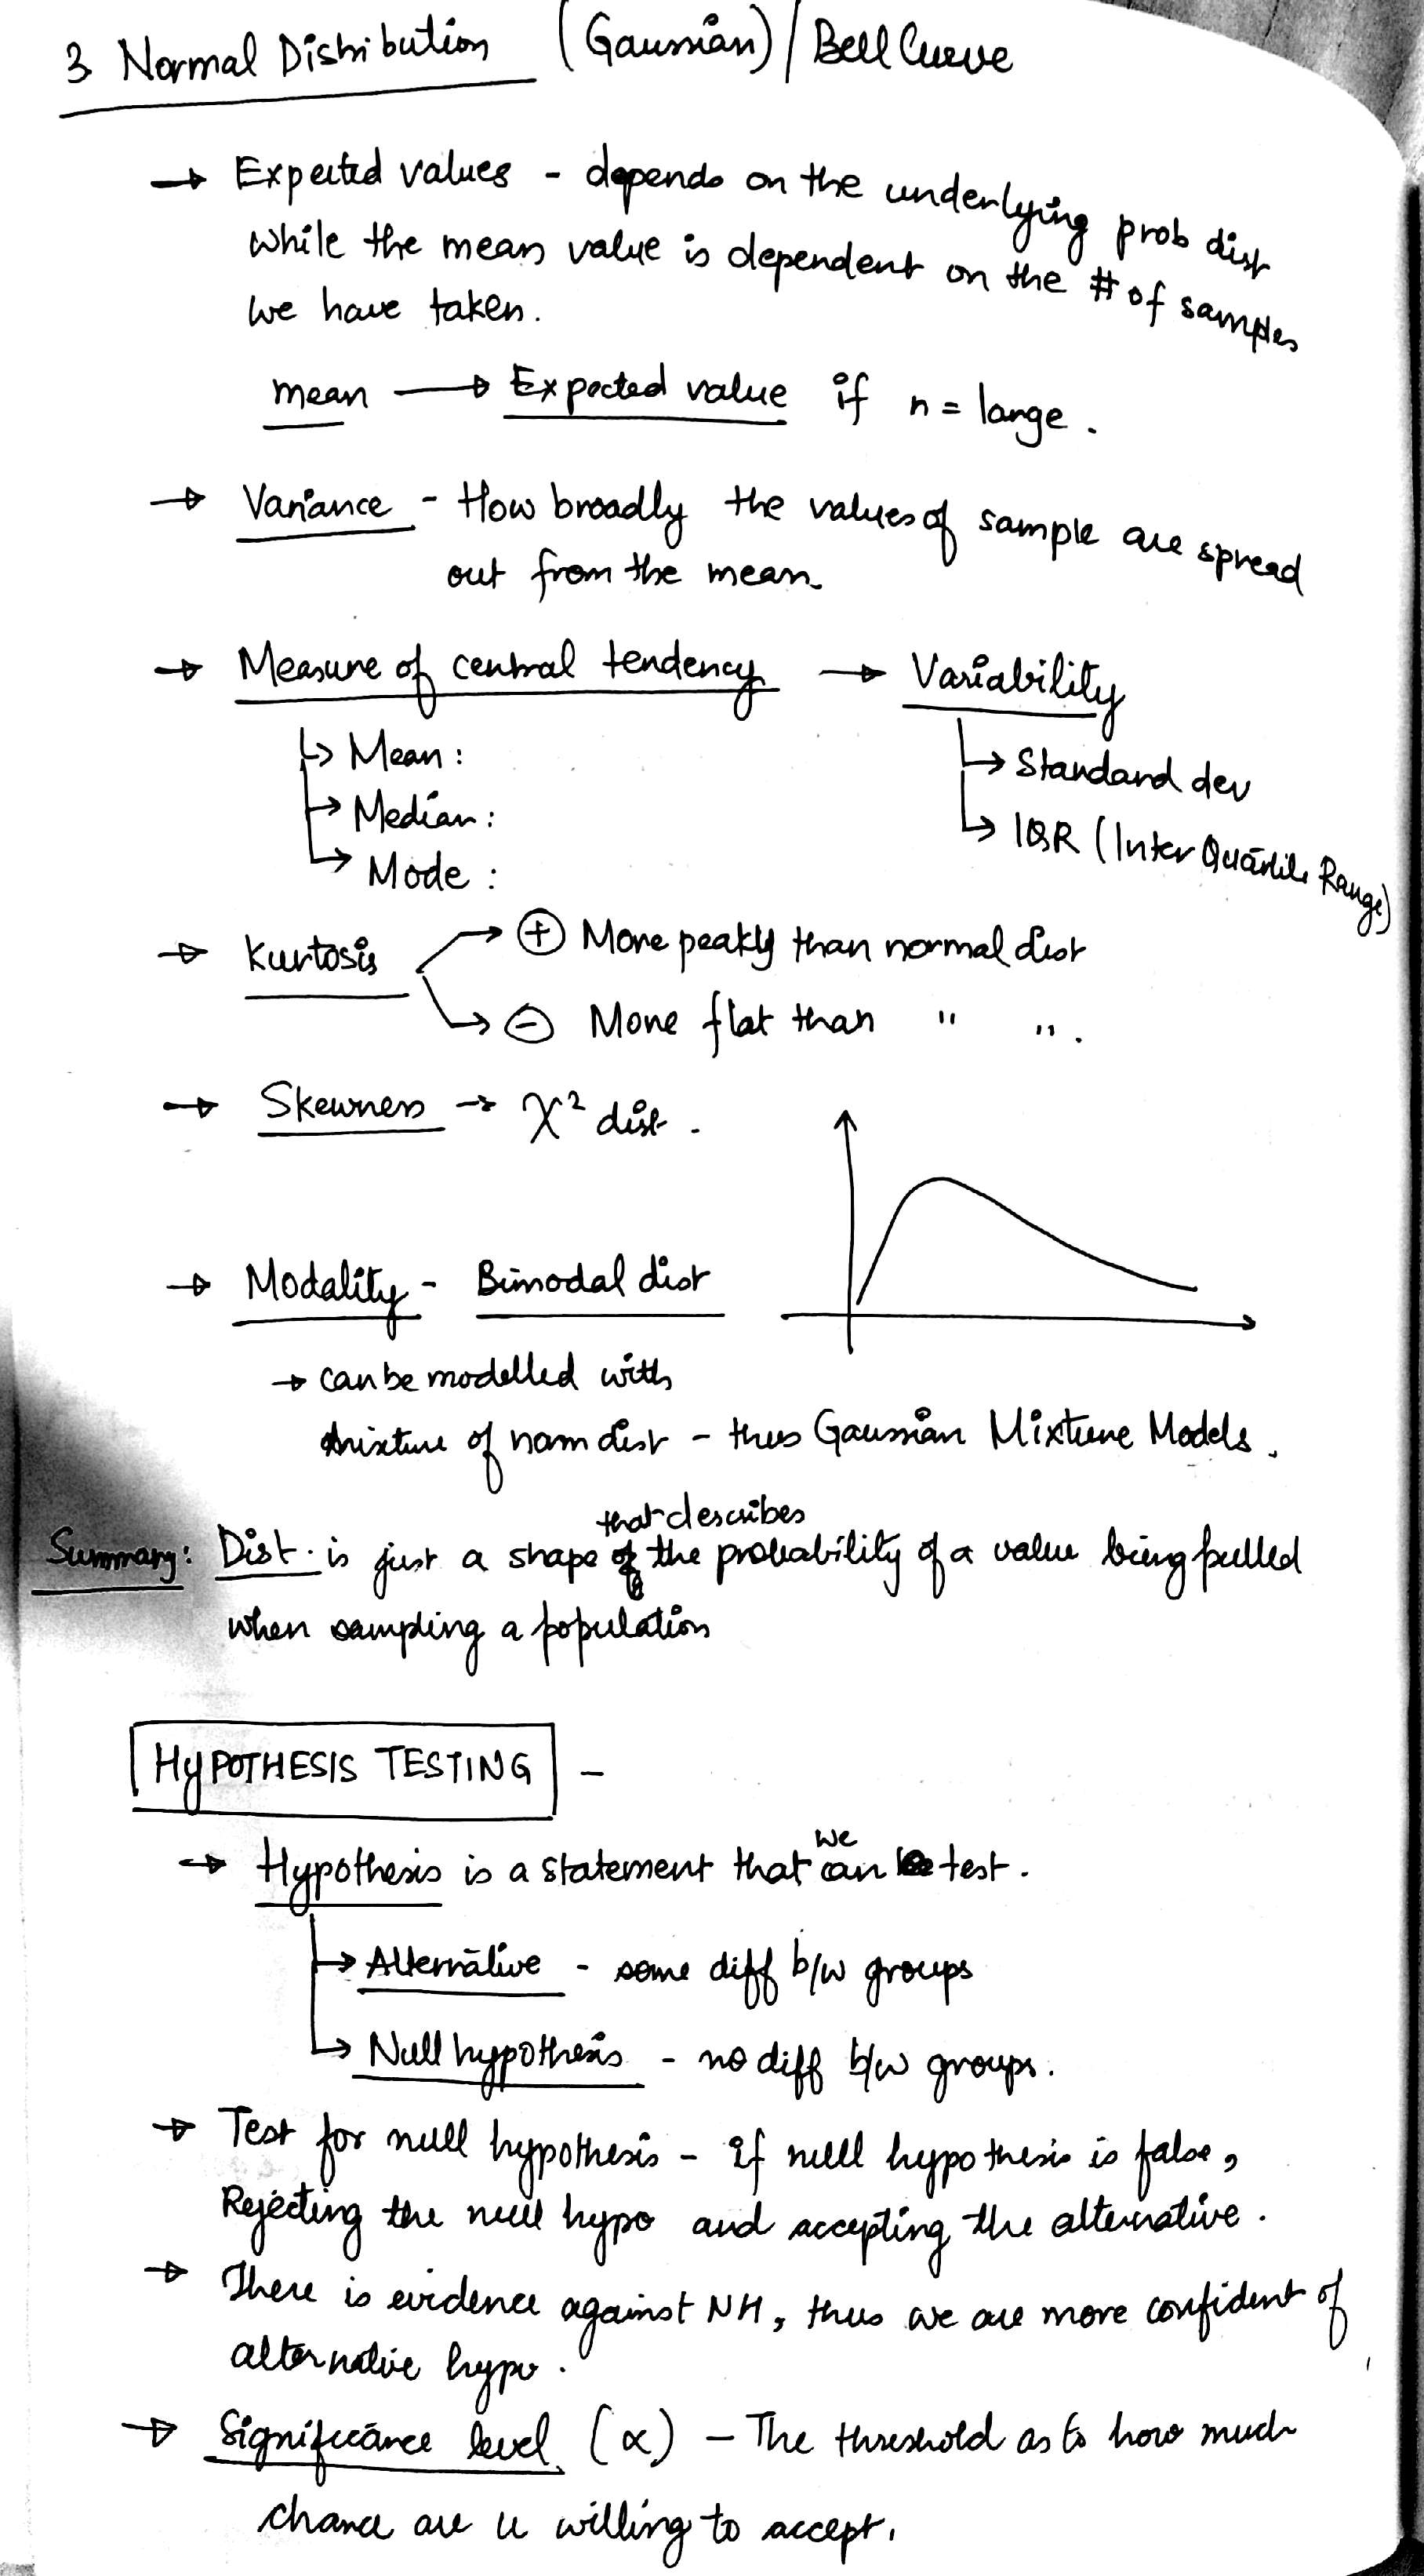 3 Normal Distribution (Gaussian) / Bell Curve
→ Expected values - depends on the underlying prob dist
while the mean value is dependent on the # of samples
we have taken.
mean → Expected value if n = large.
→ Variance - How broadly the values of sample are spread
out from the mean.
→ Measure of central tendency → Variability
↳ Mean: → Standard dev
→ Median: ↳ IQR (Inter Quartile Range)
↳ Mode:
→ Kurtosis → ⊕ More peakly than normal dist
↳ ⊖ More flat than " ".
→ Skewness → χ² dist.
→ Modality - Bimodal dist
→ can be modelled with
mixture of norm dist - thus Gaussian Mixture Models.
that describes
Summary: Dist. is just a shape the probability of a value being pulled
when sampling a population
HYPOTHESIS TESTING -
→ Hypothesis is a statement that we can test.
→ Alternative - some diff b/w groups
↳ Null hypothesis - no diff b/w groups.
→ Test for null hypothesis - if null hypothesis is false,
Rejecting the null hypo and accepting the alternative.
→ There is evidence against NH, thus we are more confident of
alternative hypo.
→ Significance level (α) - The threshold as to how much
chance are u willing to accept.